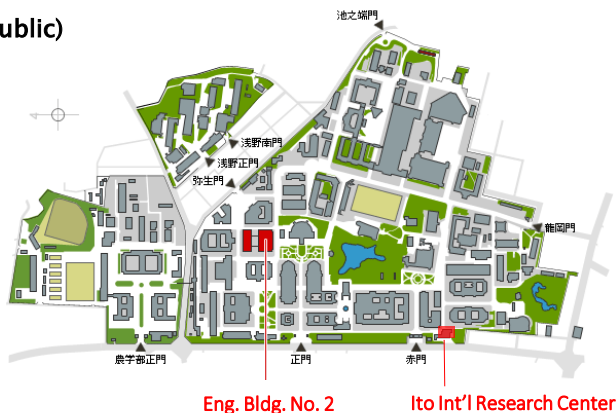 ublic)
池之端門
浅野南門
浅野正門
弥生門
龍岡門
農学部正門
正門
赤門
Eng. Bldg. No. 2
Ito Int'l Research Center